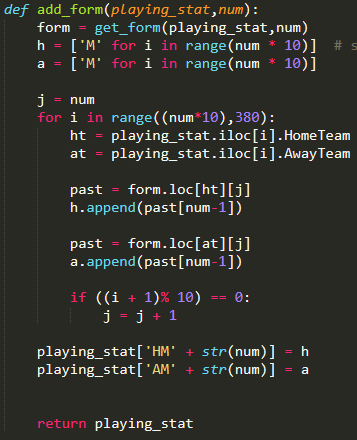 def add_form(playing_stat,num):
    form = get_form(playing_stat,num)
    h = ['M' for i in range(num * 10)]  #
    a = ['M' for i in range(num * 10)]

    j = num
    for i in range((num*10),380):
        ht = playing_stat.iloc[i].HomeTeam
        at = playing_stat.iloc[i].AwayTeam

        past = form.loc[ht][j]
        h.append(past[num-1])

        past = form.loc[at][j]
        a.append(past[num-1])

        if ((i + 1)% 10) == 0:
            j = j + 1

    playing_stat['HM' + str(num)] = h
    playing_stat['AM' + str(num)] = a


    return playing_stat